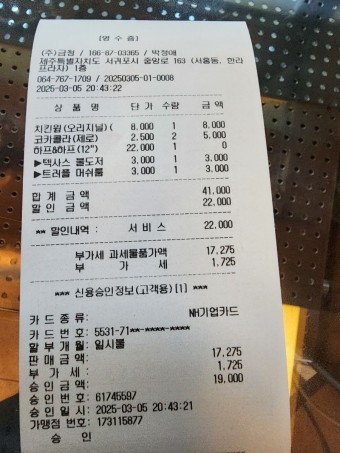 [영 수 증]
(주)금청 / 166-87-03365 / 박정애
제주특별자치도 서귀포시 중앙로 163 (서홍동, 한라
프라자) 1층
064-767-1709 / 20250305-01-0008
2025-03-05 20:43:22
상 품 명 단 가 수량 금 액
치킨윙(오리지널)( 8,000 1 8,000
코카콜라(제로) 2,500 2 5,000
하프&하프(12") 22,000 1 0
▶텍사스 불도저 3,000 1 3,000
▶트러플 머쉬룸 3,000 1 3,000
합 계 금 액 41,000
할 인 금 액 22,000
** 할인내역 : 서 비 스 22,000
부가세 과세물품가액 17,275
부 가 세 1,725
*** 신용승인정보(고객용)[1] ***
카 드 종 류: NH기업카드
카 드 번 호: 5531-71**-****-****
할 부 개 월: 일시불
판 매 금 액: 17,275
부 가 세: 1,725
승 인 금 액: 19,000
승 인 번 호: 61745597
승 인 일 시: 2025-03-05 20:43:21
가맹점 번호: 173115877
승 인